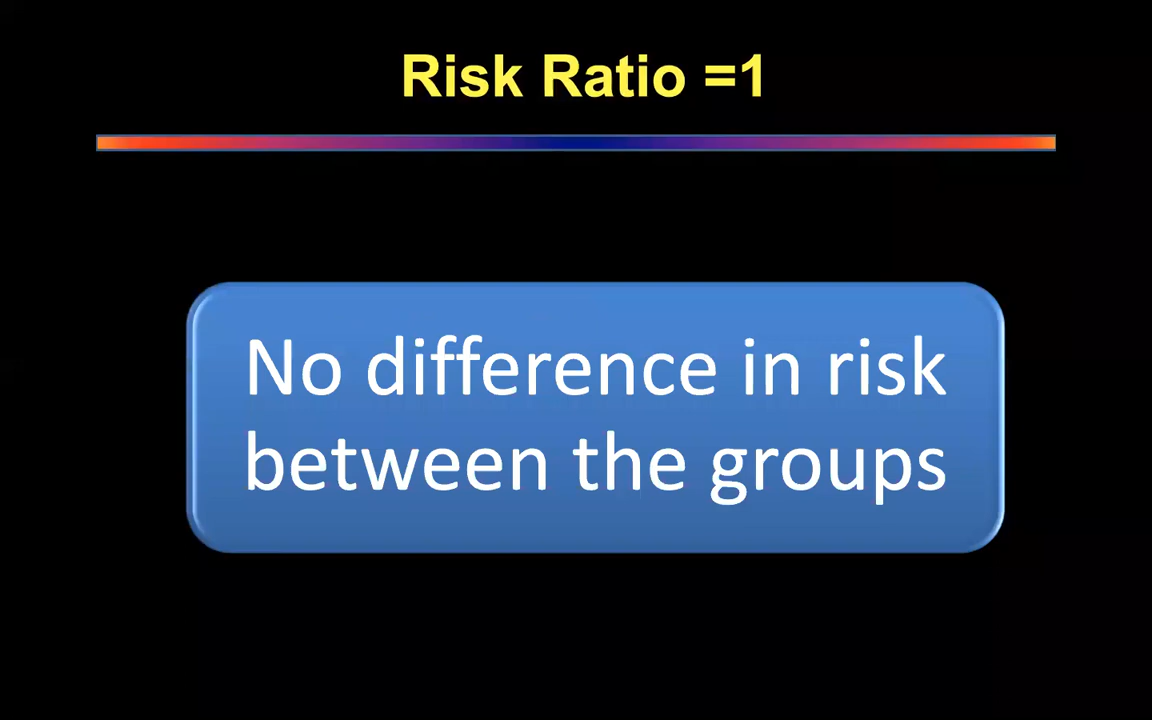 Risk Ratio =1
No difference in risk
between the groups